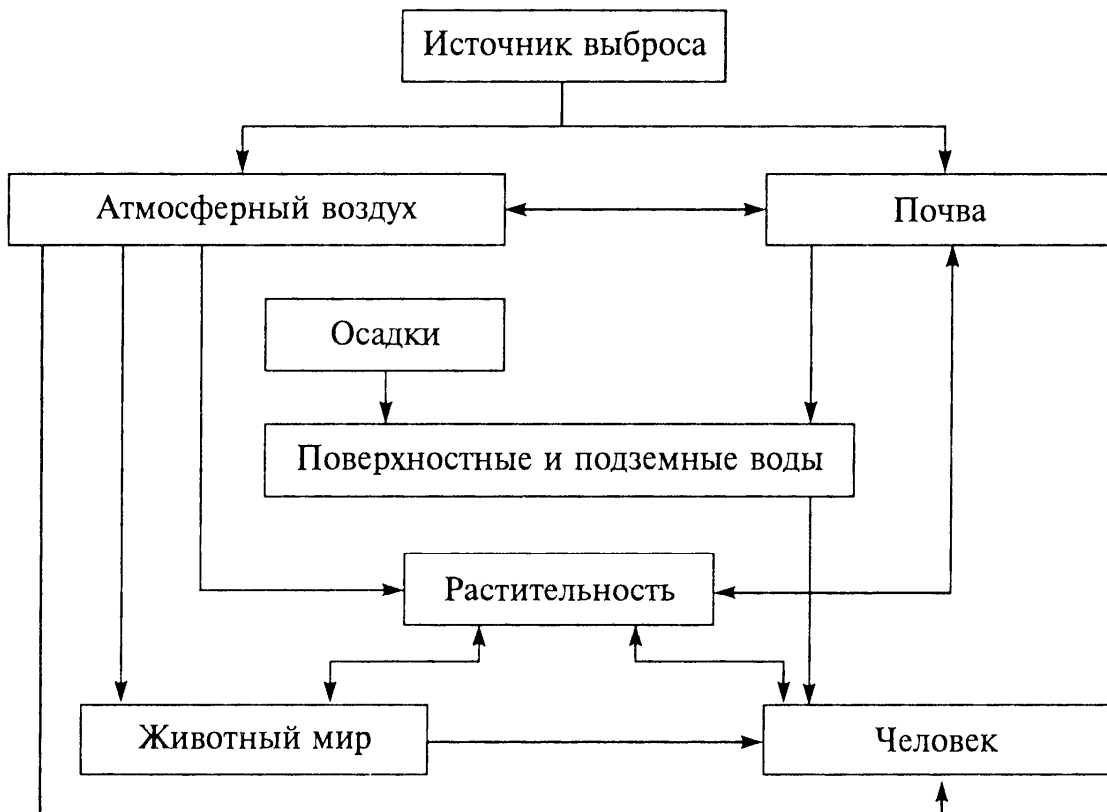 Источник выброса
Атмосферный воздух
Почва
Осадки
Поверхностные и подземные воды
Растительность
Животный мир
Человек